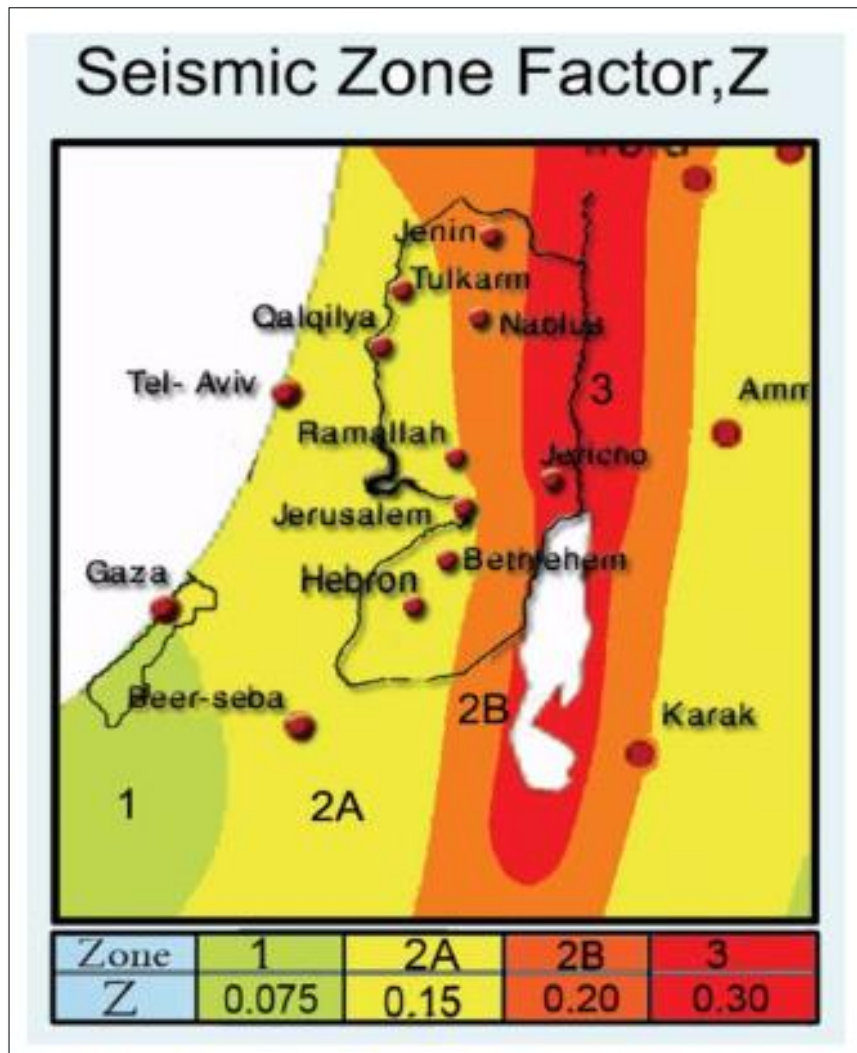 Seismic Zone Factor,Z
Jenin
Tulkarm
Qalqilya
Nablus
Tel- Aviv
3
Amm
Ramallah
Jericho
Jerusalem
Bethlehem
Gaza
Hebron
Beer-seba
2B
Karak
1
2A
Zone 1 2A 2B 3
Z 0.075 0.15 0.20 0.30